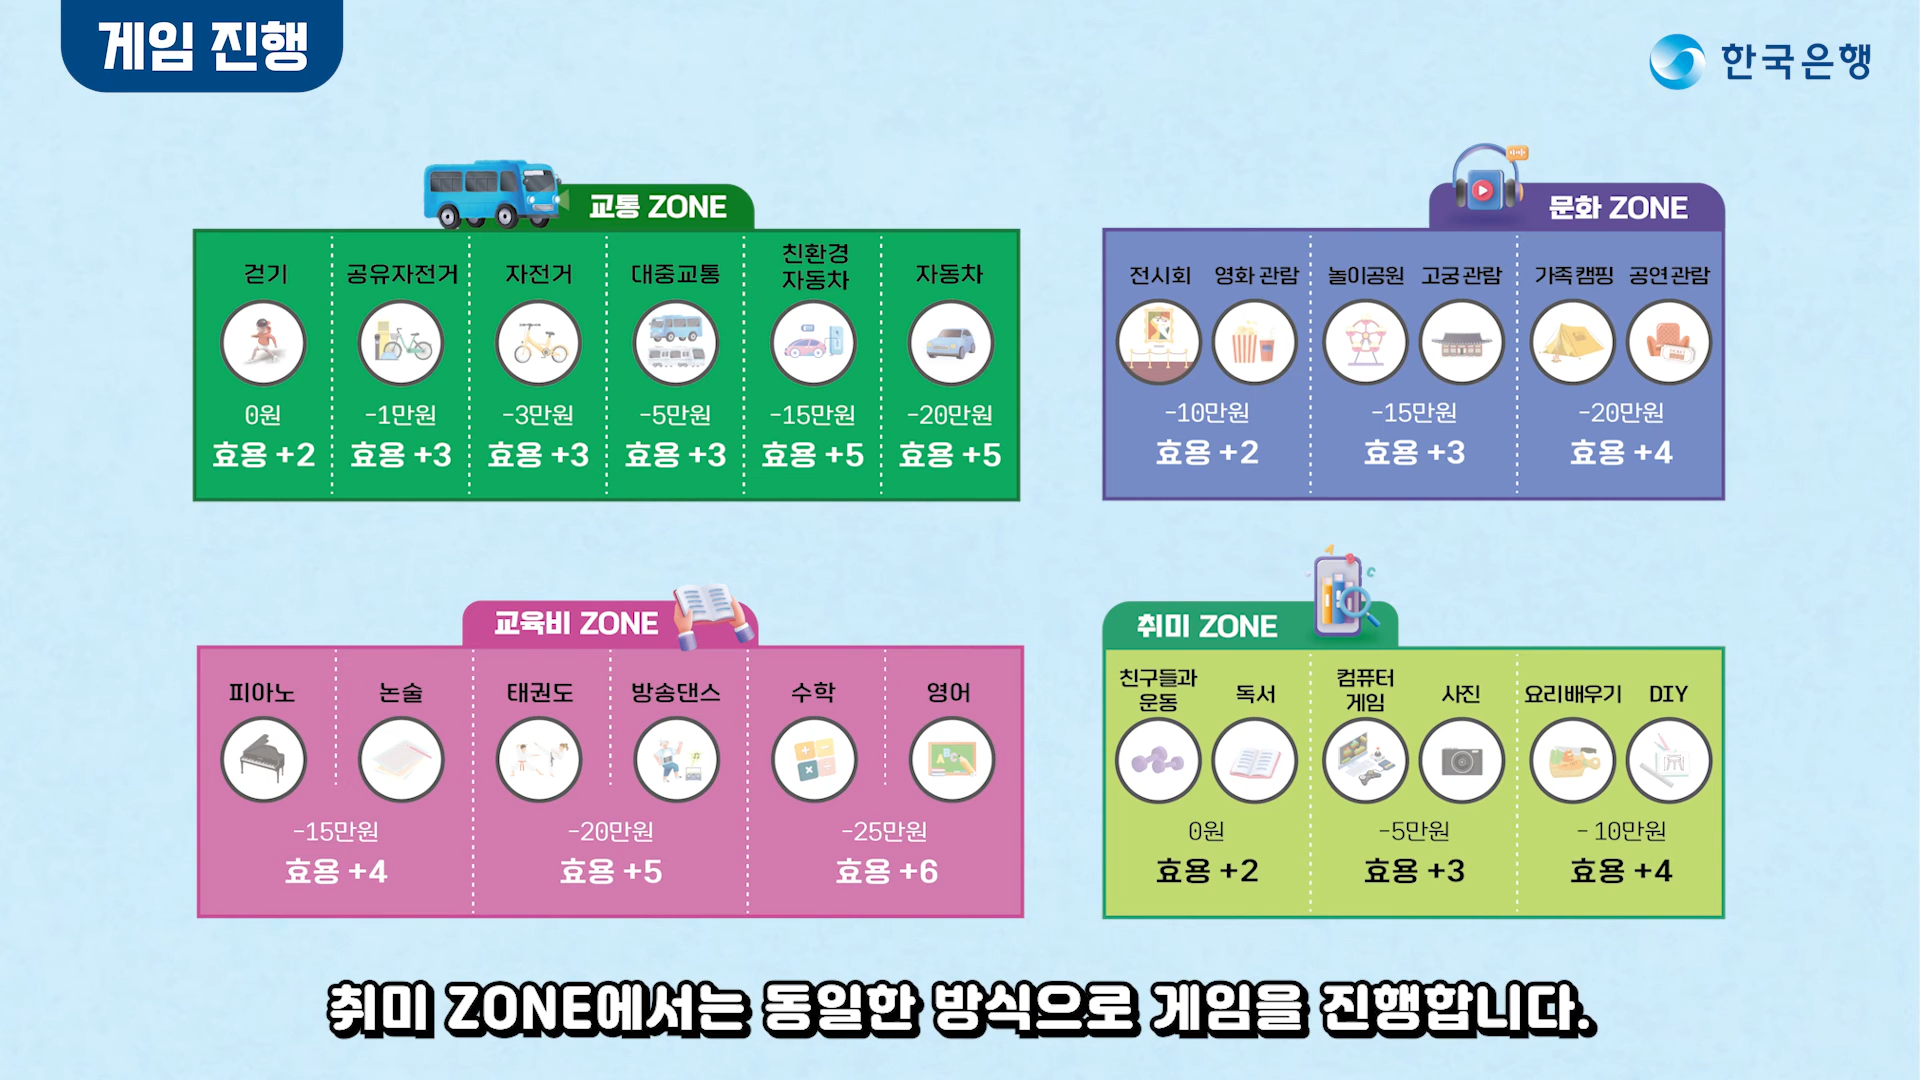 게임 진행
한국은행
교통 ZONE
걷기
공유자전거
자전거
대중교통
친환경
자동차
자동차
0원
-1만원
-3만원
-5만원
-15만원
-20만원
효용 +2
효용 +3
효용 +3
효용 +3
효용 +5
효용 +5
문화 ZONE
전시회
영화 관람
놀이공원
고궁 관람
가족 캠핑
공연 관람
-10만원
-15만원
-20만원
효용 +2
효용 +3
효용 +4
교육비 ZONE
피아노
논술
태권도
방송댄스
수학
영어
-15만원
-20만원
-25만원
효용 +4
효용 +5
효용 +6
취미 ZONE
친구들과
운동
독서
컴퓨터
게임
사진
요리배우기
DIY
0원
-5만원
- 10만원
효용 +2
효용 +3
효용 +4
취미 ZONE에서는 동일한 방식으로 게임을 진행합니다.